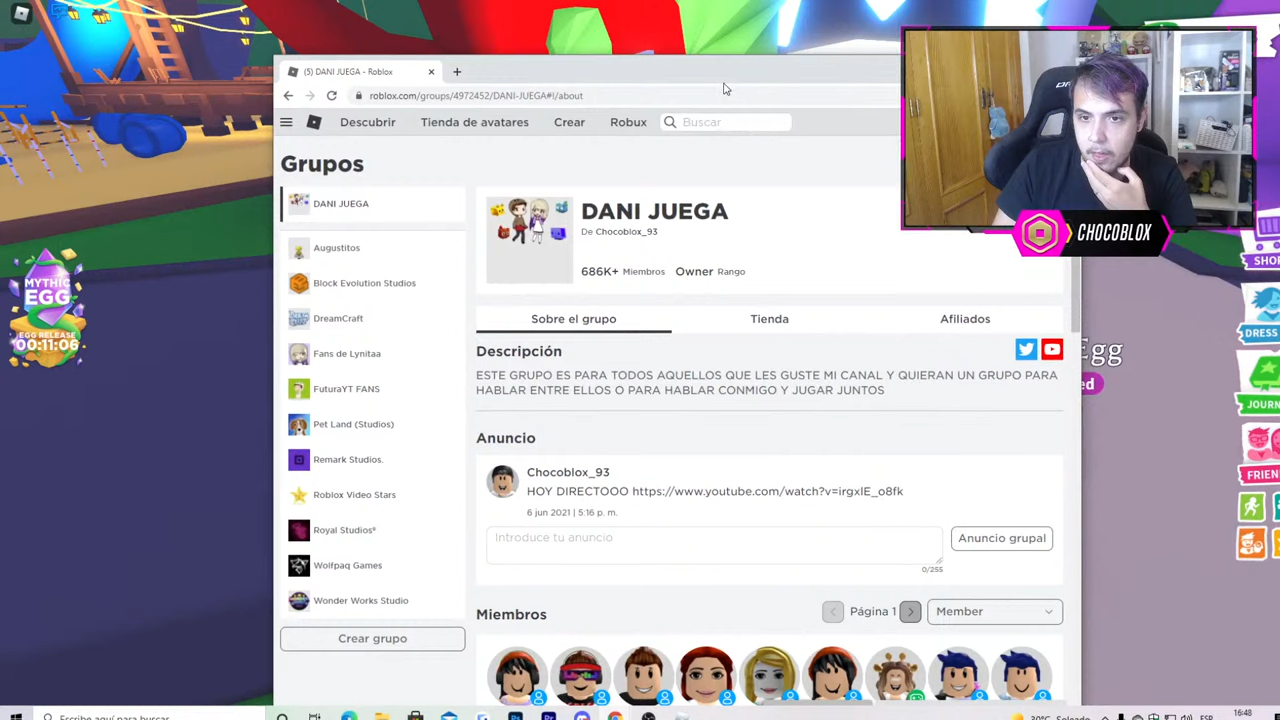 (5) DANI JUEGA - Roblox
roblox.com/groups/4972452/DANI-JUEGA#!/about
Descubrir
Tienda de avatares
Crear
Robux
Buscar
Grupos
DANI JUEGA
Augustitos
Block Evolution Studios
DreamCraft
Fans de Lynitaa
FuturaYT FANS
Pet Land (Studios)
Remark Studios.
Roblox Video Stars
Royal Studios®
Wolfpaq Games
Wonder Works Studio
Crear grupo
DANI JUEGA
De Chocoblox_93
686K+ Miembros
Owner Rango
Sobre el grupo
Tienda
Afiliados
Descripción
ESTE GRUPO ES PARA TODOS AQUELLOS QUE LES GUSTE MI CANAL Y QUIERAN UN GRUPO PARA
HABLAR ENTRE ELLOS O PARA HABLAR CONMIGO Y JUGAR JUNTOS
Anuncio
Chocoblox_93
HOY DIRECTOOO https://www.youtube.com/watch?v=irgxlE_o8fk
6 jun 2021 | 5:16 p. m.
Introduce tu anuncio
Anuncio grupal
0/255
Miembros
Página 1
Member
CHOCOBLOX
MYTHIC
EGG
EGG RELEASE
00:11:06
Egg
SHOP
DRESS
JOURN
FRIEN
Escribe aquí para buscar
30°C Soleado
ESP
16:48